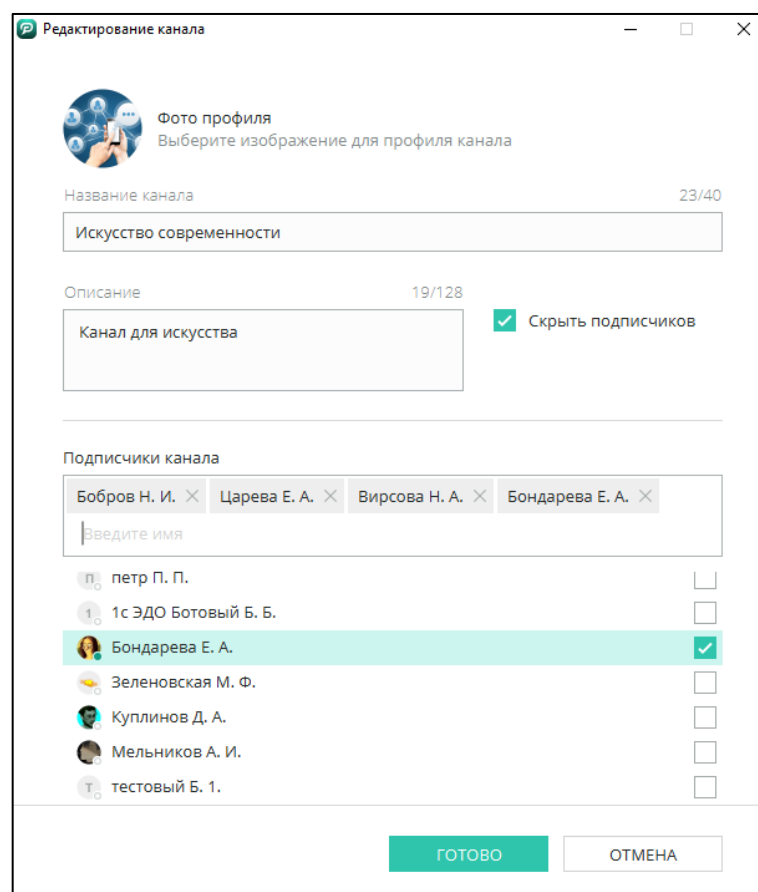 Редактирование канала
Фото профиля
Выберите изображение для профиля канала
Название канала 23/40
Искусство современности
Описание 19/128
Канал для искусства
Скрыть подписчиков
Подписчики канала
Бобров Н. И. Царева Е. А. Вирсова Н. А. Бондарева Е. А.
Введите имя
П петр П. П.
1 1с ЭДО Ботовый Б. Б.
Бондарева Е. А.
Зеленовская М. Ф.
Куплинов Д. А.
Мельников А. И.
Т тестовый Б. 1.
ГОТОВО ОТМЕНА